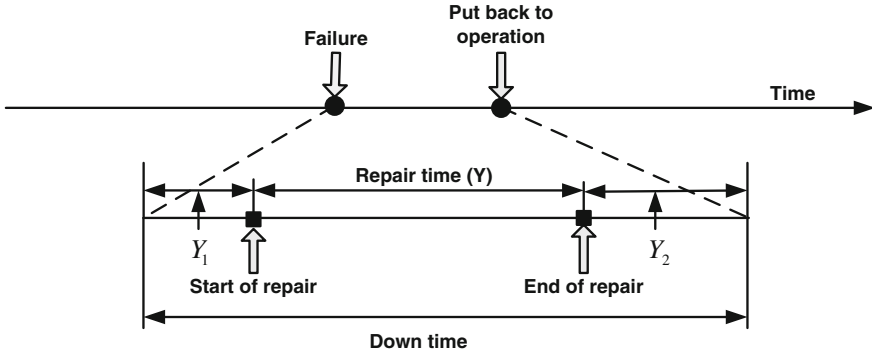 Failure
Put back to
operation
Time
Repair time (Y)
Y₁
Y₂
Start of repair
End of repair
Down time